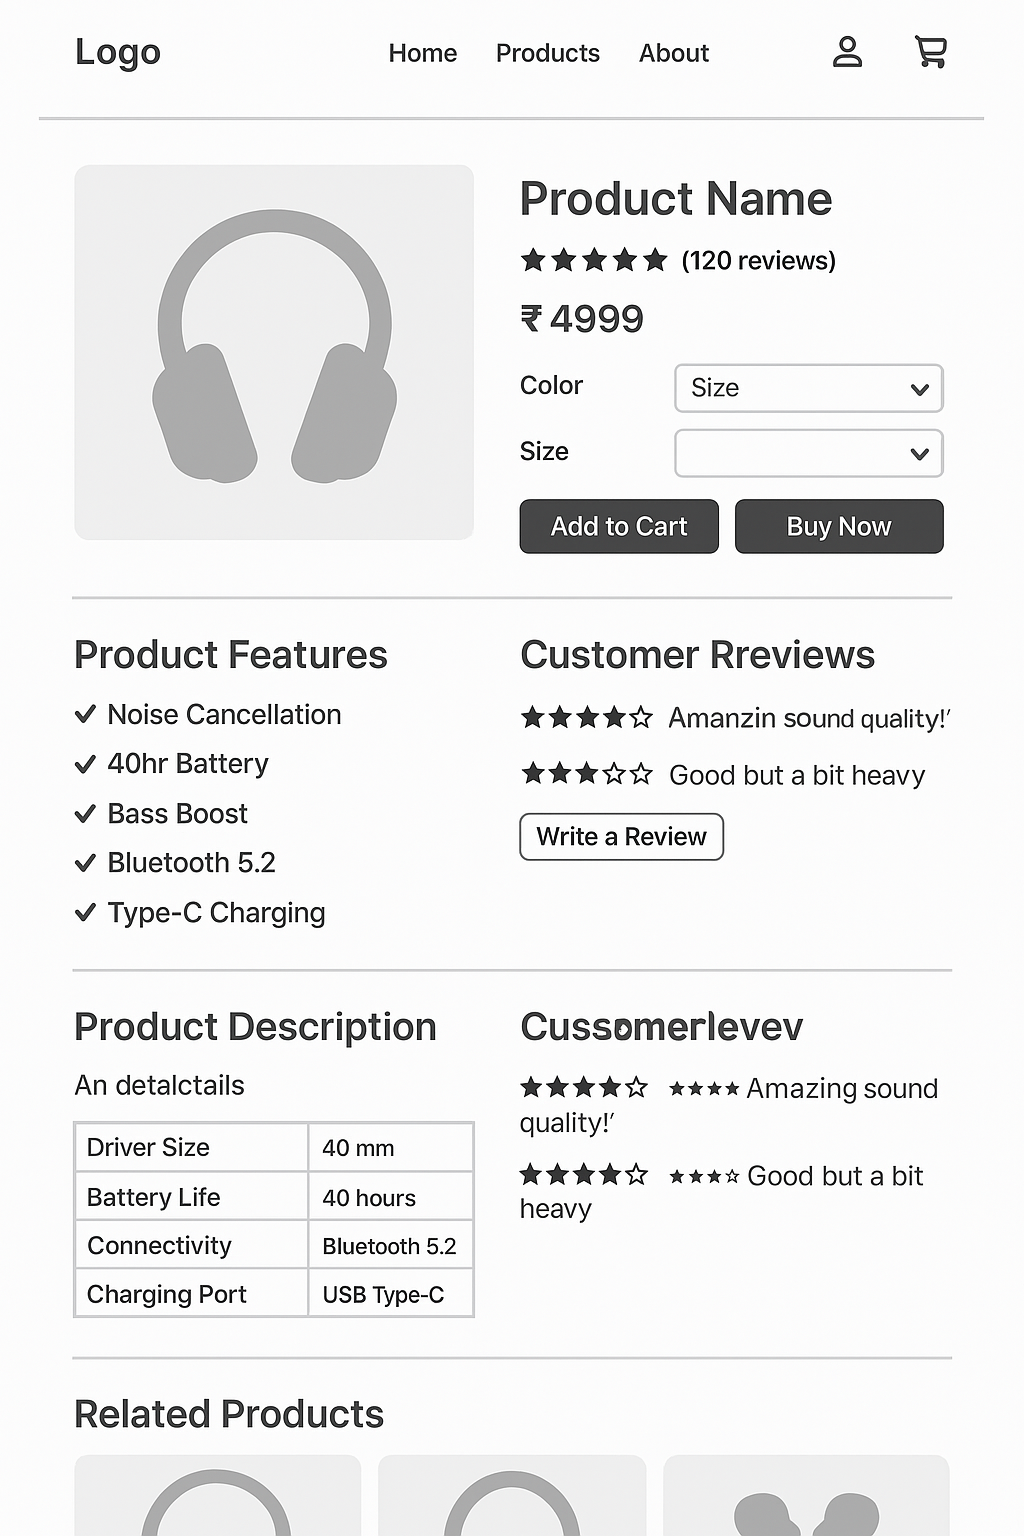 Logo
Home Products About
Product Name
(120 reviews)
₹ 4999
Color
Size
Size
Add to Cart
Buy Now
Product Features
Noise Cancellation
40hr Battery
Bass Boost
Bluetooth 5.2
Type-C Charging
Customer Rreviews
Amanzin sound quality!′
Good but a bit heavy
Write a Review
Product Description
An detalctails
Driver Size 40 mm
Battery Life 40 hours
Connectivity Bluetooth 5.2
Charging Port USB Type-C
Cussomerlevev
Amazing sound
quality!′
Good but a bit
heavy
Related Products